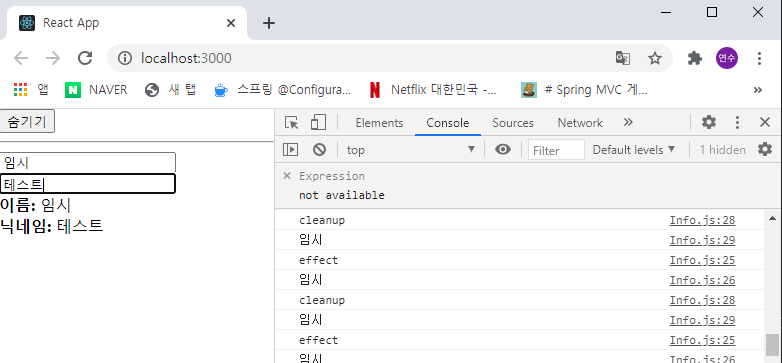 React App
localhost:3000
연수
앱 NAVER 새 탭 스프링 @Configura... Netflix 대한민국 -... # Spring MVC 게... »
숨기기
임시
테스트
이름: 임시
닉네임: 테스트
Elements Console Sources Network »
top Filter Default levels 1 hidden
Expression
not available
cleanup Info.js:28
임시 Info.js:29
effect Info.js:25
임시 Info.js:26
cleanup Info.js:28
임시 Info.js:29
effect Info.js:25
임시 Info.js:26